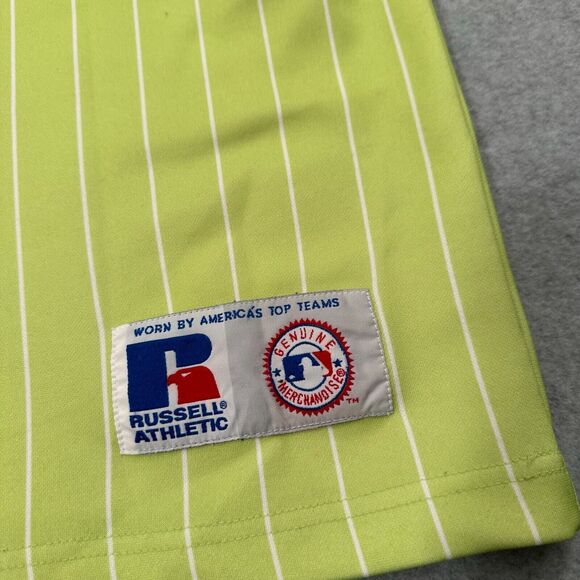 WORN BY AMERICA'S TOP TEAMS
R
RUSSELL®
ATHLETIC
GENUINE
MERCHANDISE®
TM